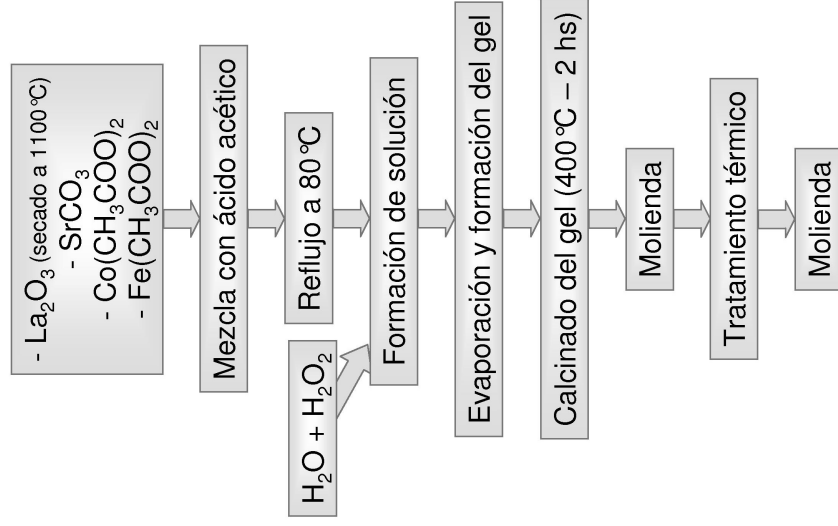 - La₂O₃ (secado a 1100°C)
- SrCO₃
- Co(CH₃COO)₂
- Fe(CH₃COO)₂
Mezcla con ácido acético
Reflujo a 80°C
H₂O + H₂O₂
Formación de solución
Evaporación y formación del gel
Calcinado del gel (400°C – 2 hs)
Molienda
Tratamiento térmico
Molienda